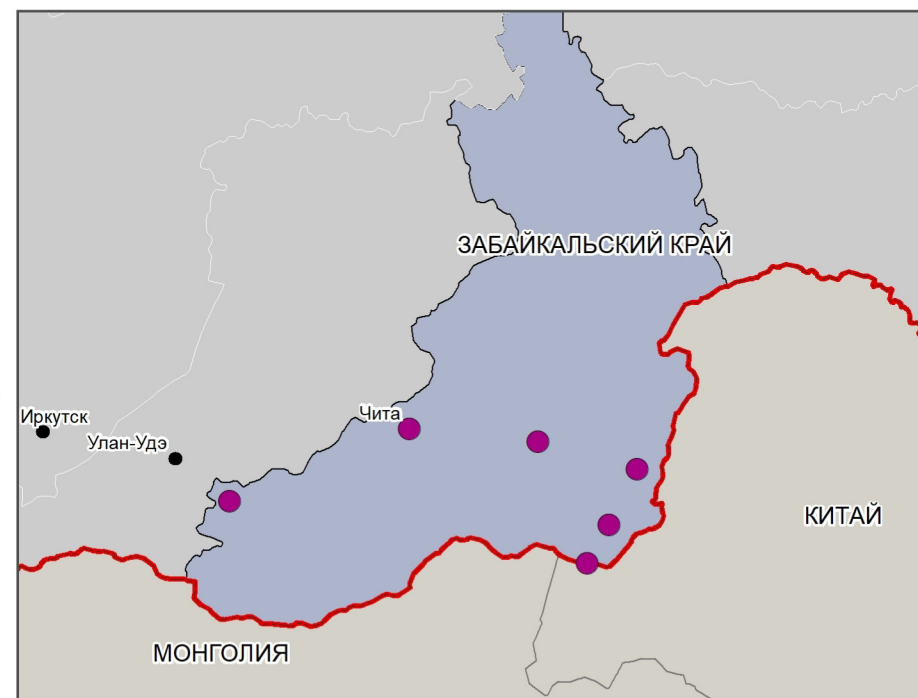 ЗАБАЙКАЛЬСКИЙ КРАЙ
Чита
Иркутск
Улан-Удэ
КИТАЙ
МОНГОЛИЯ